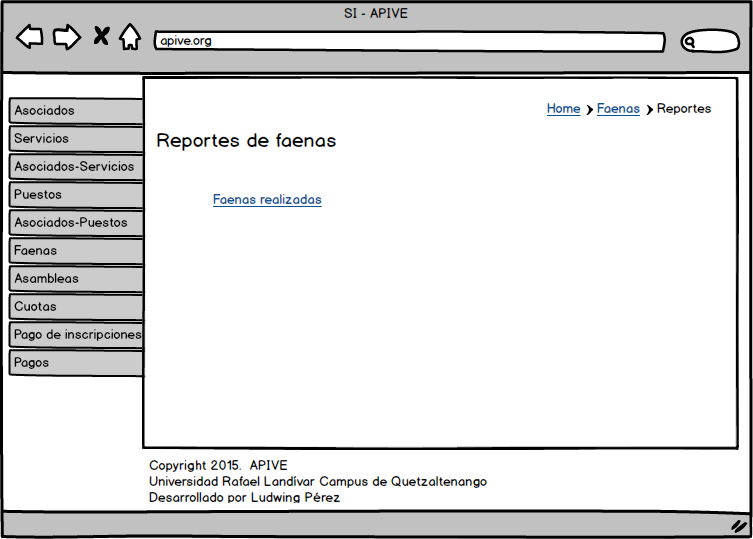 SI - APIVE
apive.org
Asociados
Servicios
Asociados-Servicios
Puestos
Asociados-Puestos
Faenas
Asambleas
Cuotas
Pago de inscripciones
Pagos
Home Faenas Reportes
Reportes de faenas
Faenas realizadas
Copyright 2015. APIVE
Universidad Rafael Landívar Campus de Quetzaltenango
Desarrollado por Ludwing Pérez